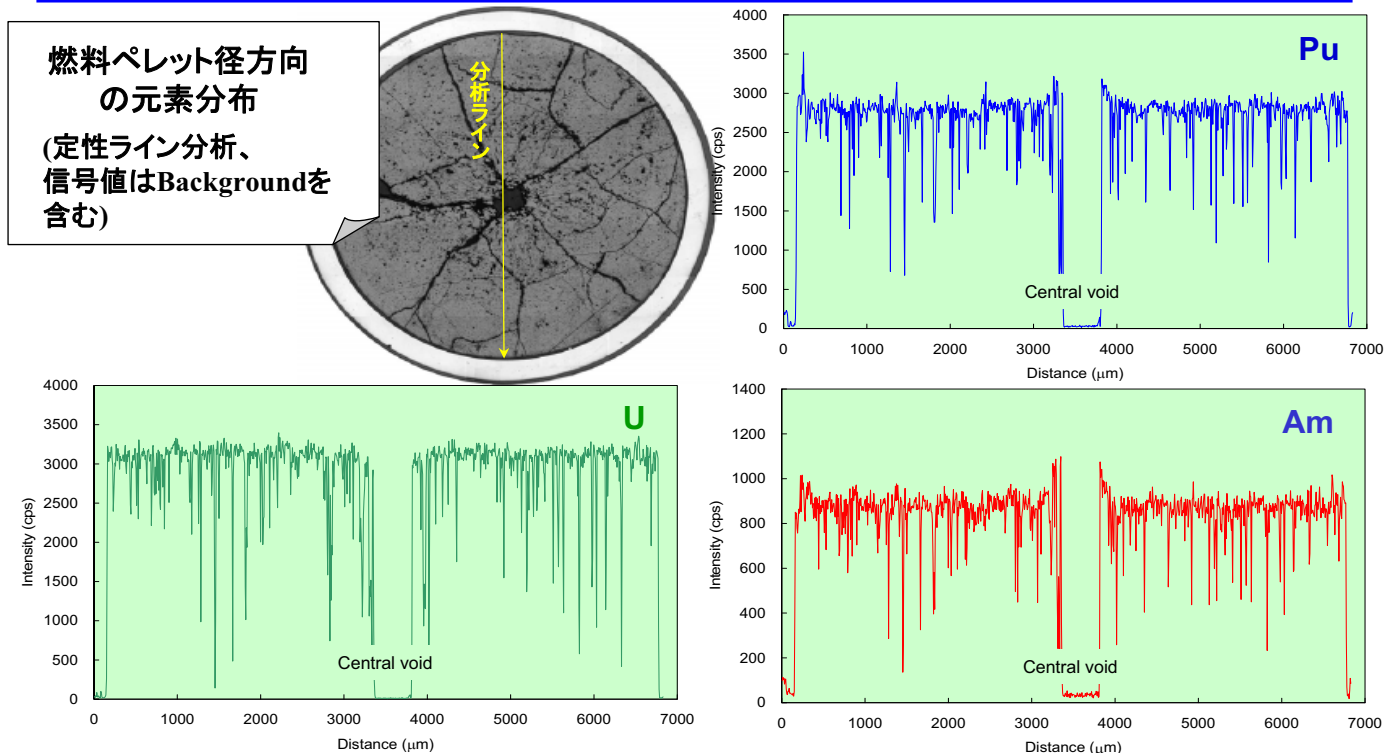 燃料ペレット径方向
の元素分布
(定性ライン分析、
信号値はBackgroundを
含む)
分析ライン
Pu
4000
3500
3000
2500
2000
1500
1000
500
0
Intensity (cps)
Central void
0 1000 2000 3000 4000 5000 6000 7000
Distance (μm)
U
4000
3500
3000
2500
2000
1500
1000
500
0
Intensity (cps)
Central void
0 1000 2000 3000 4000 5000 6000 7000
Distance (μm)
Am
1400
1200
1000
800
600
400
200
0
Intensity (cps)
Central void
0 1000 2000 3000 4000 5000 6000 7000
Distance (μm)